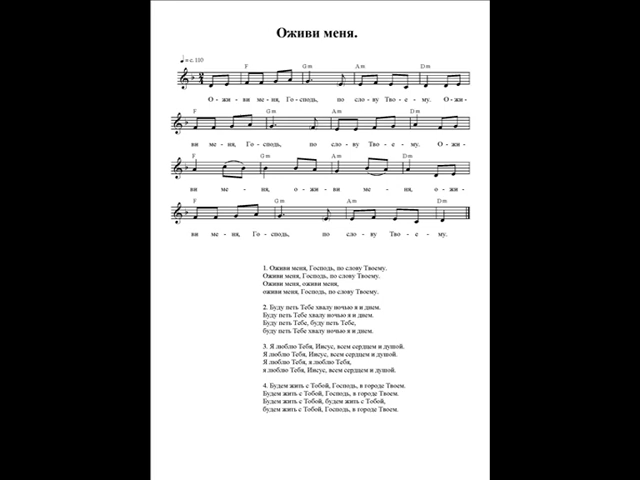 Оживи меня.
♩ = c. 110
F Gm Am Dm
О - жи - ви ме - ня, Го - сподь, по сло - ву Тво - е - му. О - жи -
F Gm Am Dm
ви ме - ня, Го - сподь, по сло - ву Тво - е - му. О - жи -
F Gm Am Dm
ви ме - ня, о - жи - ви ме - ня, о - жи -
F Gm Am Dm
ви ме - ня, Го - сподь, по сло - ву Тво - е - му.
1. Оживи меня, Господь, по слову Твоему.
Оживи меня, Господь, по слову Твоему.
Оживи меня, оживи меня,
оживи меня, Господь, по слову Твоему.
2. Буду петь Тебе хвалу ночью я и днем.
Буду петь Тебе хвалу ночью я и днем.
Буду петь Тебе, буду петь Тебе,
буду петь Тебе хвалу ночью я и днем.
3. Я люблю Тебя, Иисус, всем сердцем и душой.
Я люблю Тебя, Иисус, всем сердцем и душой.
Я люблю Тебя, я люблю Тебя,
я люблю Тебя, Иисус, всем сердцем и душой.
4. Будем жить с Тобой, Господь, в городе Твоем.
Будем жить с Тобой, Господь, в городе Твоем.
Будем жить с Тобой, будем жить с Тобой,
будем жить с Тобой, Господь, в городе Твоем.